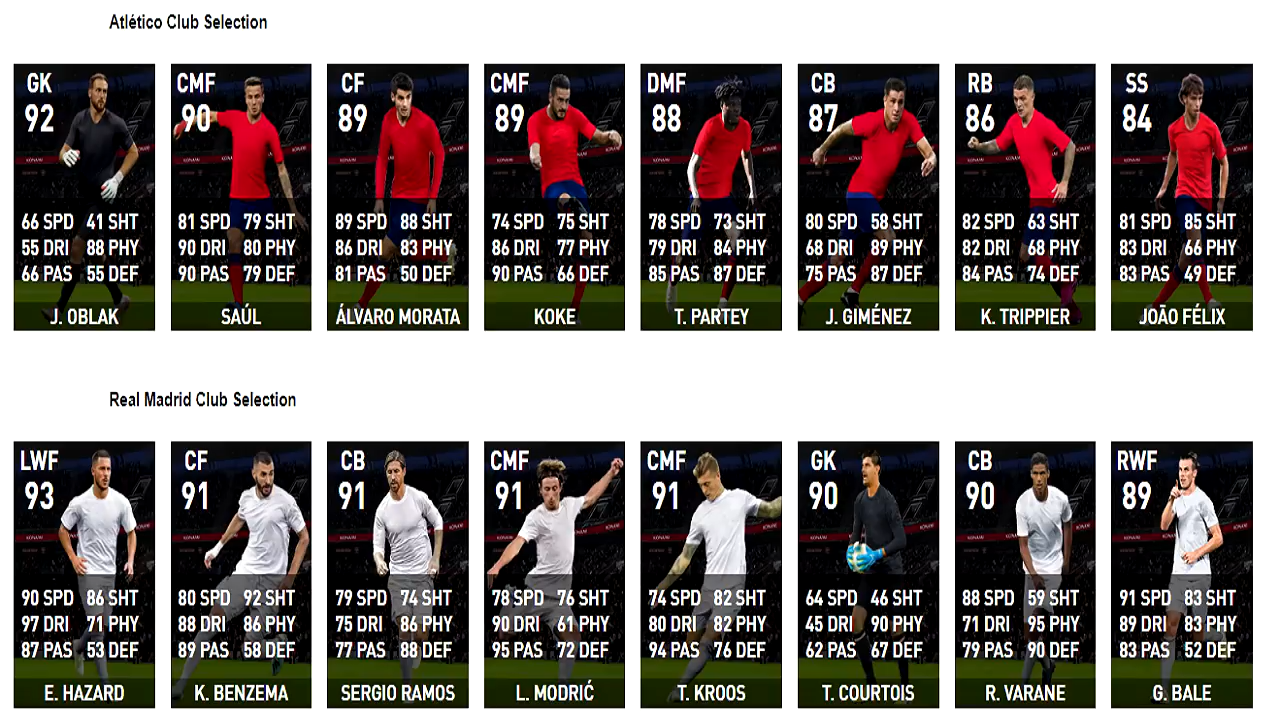 Atlético Club Selection
GK CMF CF CMF DMF CB RB SS
92 90 89 89 88 87 86 84
66 SPD 41 SHT 81 SPD 79 SHT 89 SPD 88 SHT 74 SPD 75 SHT 78 SPD 73 SHT 80 SPD 58 SHT 82 SPD 63 SHT 81 SPD 85 SHT
55 DRI 88 PHY 90 DRI 80 PHY 86 DRI 83 PHY 86 DRI 77 PHY 79 DRI 84 PHY 68 DRI 89 PHY 82 DRI 68 PHY 83 DRI 66 PHY
66 PAS 55 DEF 90 PAS 79 DEF 81 PAS 50 DEF 90 PAS 66 DEF 85 PAS 87 DEF 75 PAS 87 DEF 84 PAS 74 DEF 83 PAS 49 DEF
J. OBLAK SAÚL ÁLVARO MORATA KOKE T. PARTEY J. GIMÉNEZ K. TRIPPIER JOÃO FÉLIX
Real Madrid Club Selection
LWF CF CB CMF CMF GK CB RWF
93 91 91 91 91 90 90 89
90 SPD 86 SHT 80 SPD 92 SHT 79 SPD 74 SHT 78 SPD 76 SHT 74 SPD 82 SHT 64 SPD 46 SHT 88 SPD 59 SHT 91 SPD 83 SHT
97 DRI 71 PHY 88 DRI 86 PHY 75 DRI 86 PHY 90 DRI 61 PHY 80 DRI 82 PHY 45 DRI 90 PHY 71 DRI 95 PHY 89 DRI 83 PHY
87 PAS 53 DEF 89 PAS 58 DEF 77 PAS 88 DEF 95 PAS 72 DEF 94 PAS 76 DEF 62 PAS 67 DEF 79 PAS 90 DEF 83 PAS 52 DEF
E. HAZARD K. BENZEMA SERGIO RAMOS L. MODRIĆ T. KROOS T. COURTOIS R. VARANE G. BALE